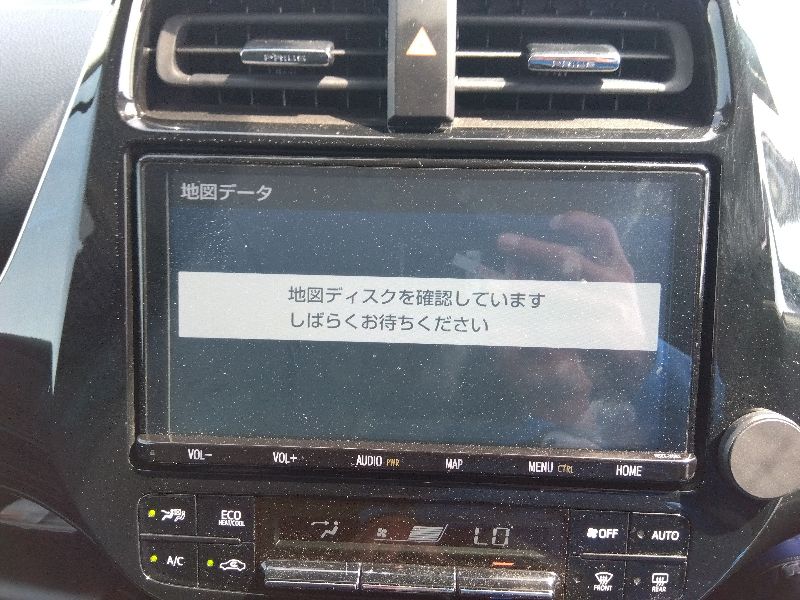 地図データ
地図ディスクを確認しています
しばらくお待ちください
VOL-
VOL+
AUDIO PWR
MAP
MENU CTRL
HOME
ECO
HEAT/COOL
LO
OFF
AUTO
A/C
FRONT
REAR